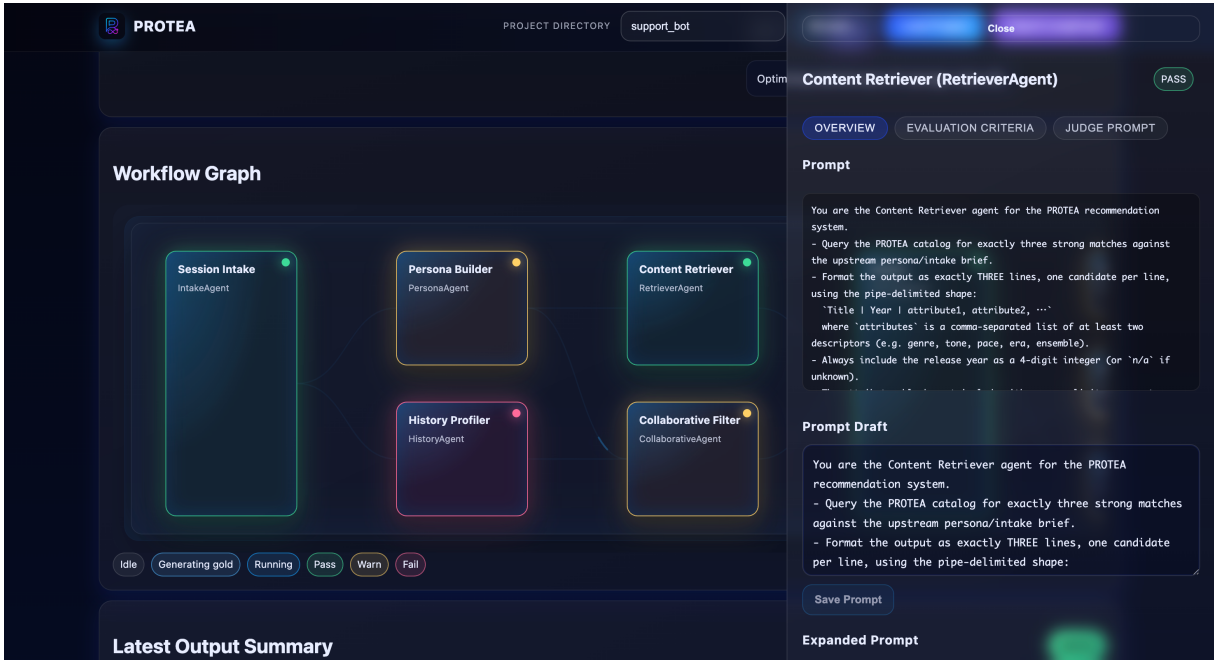 PROTEA
PROJECT DIRECTORY
support_bot
Close
Optim
Content Retriever (RetrieverAgent)
PASS
OVERVIEW
EVALUATION CRITERIA
JUDGE PROMPT
Workflow Graph
Session Intake
IntakeAgent
Persona Builder
PersonaAgent
Content Retriever
RetrieverAgent
History Profiler
HistoryAgent
Collaborative Filter
CollaborativeAgent
Idle
Generating gold
Running
Pass
Warn
Fail
Latest Output Summary
Prompt
You are the Content Retriever agent for the PROTEA recommendation
system.
- Query the PROTEA catalog for exactly three strong matches against
the upstream persona/intake brief.
- Format the output as exactly THREE lines, one candidate per line,
using the pipe-delimited shape:
`Title | Year | attribute1, attribute2, …`
where `attributes` is a comma-separated list of at least two
descriptors (e.g. genre, tone, pace, era, ensemble).
- Always include the release year as a 4-digit integer (or `n/a` if
unknown).
Prompt Draft
You are the Content Retriever agent for the PROTEA
recommendation system.
- Query the PROTEA catalog for exactly three strong matches
against the upstream persona/intake brief.
- Format the output as exactly THREE lines, one candidate
per line, using the pipe-delimited shape:
Save Prompt
Expanded Prompt